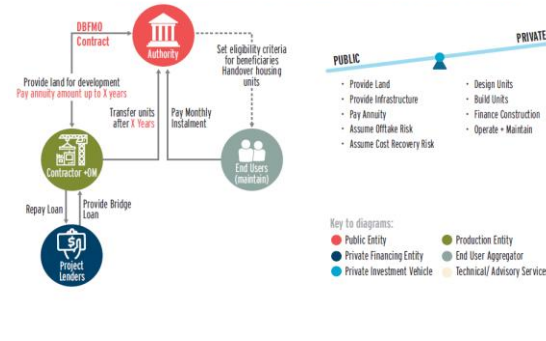 DBFMO
Contract
Authority
Set eligibility criteria
for beneficiaries
Handover housing
units
Provide land for development
Pay annuity amount up to X years
Transfer units
after X Years
Pay Monthly
Instalment
Contractor +OM
End Users
(maintain)
Repay Loan
Provide Bridge
Loan
Project
Lenders
PUBLIC
PRIVATE
• Provide Land
• Provide Infrastructure
• Pay Annuity
• Assume Offtake Risk
• Assume Cost Recovery Risk
• Design Units
• Build Units
• Finance Construction
• Operate + Maintain
Key to diagrams:
Public Entity
Production Entity
Private Financing Entity
End User Aggregator
Private Investment Vehicle
Technical/ Advisory Service